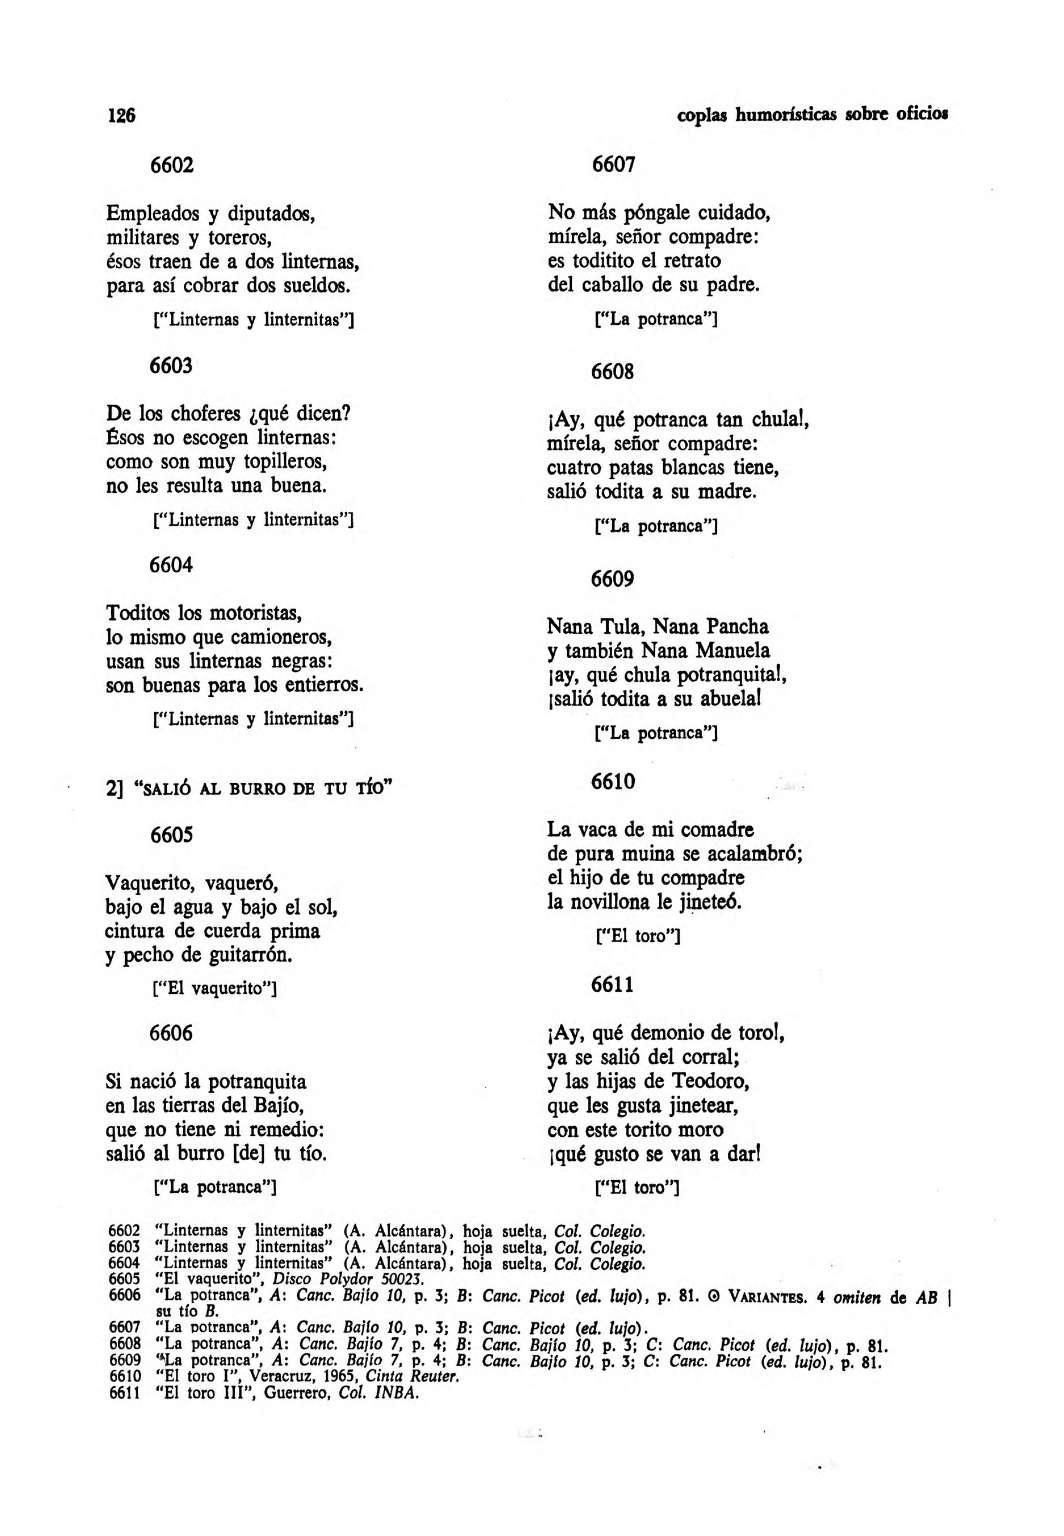 126
coplas humorísticas sobre oficios
6602
Empleados y diputados,
militares y toreros,
ésos traen de a dos linternas,
para así cobrar dos sueldos.
["Linternas y linternitas"]
6603
De los choferes ¿qué dicen?
Ésos no escogen linternas:
como son muy topilleros,
no les resulta una buena.
["Linternas y linternitas"]
6604
Toditos los motoristas,
lo mismo que camioneros,
usan sus linternas negras:
son buenas para los entierros.
["Linternas y linternitas"]
2] "SALIÓ AL BURRO DE TU TÍO"
6605
Vaquerito, vaqueró,
bajo el agua y bajo el sol,
cintura de cuerda prima
y pecho de guitarrón.
["El vaquerito"]
6606
Si nació la potranquita
en las tierras del Bajío,
que no tiene ni remedio:
salió al burro [de] tu tío.
["La potranca"]
6607
No más póngale cuidado,
mírela, señor compadre:
es toditito el retrato
del caballo de su padre.
["La potranca"]
6608
¡Ay, qué potranca tan chula!,
mírela, señor compadre:
cuatro patas blancas tiene,
salió todita a su madre.
["La potranca"]
6609
Nana Tula, Nana Pancha
y también Nana Manuela
¡ay, qué chula potranquita!,
¡salió todita a su abuela!
["La potranca"]
6610
La vaca de mi comadre
de pura muina se acalambró;
el hijo de tu compadre
la novillona le jineteó.
["El toro"]
6611
¡Ay, qué demonio de toro!,
ya se salió del corral;
y las hijas de Teodoro,
que les gusta jinetear,
con este torito moro
¡qué gusto se van a dar!
["El toro"]
6602 "Linternas y linternitas" (A. Alcántara), hoja suelta, Col. Colegio.
6603 "Linternas y linternitas" (A. Alcántara), hoja suelta, Col. Colegio.
6604 "Linternas y linternitas" (A. Alcántara), hoja suelta, Col. Colegio.
6605 "El vaquerito", Disco Polydor 50023.
6606 "La potranca", A: Canc. Bajío 10, p. 3; B: Canc. Picot (ed. lujo), p. 81. ⊙ VARIANTES. 4 omiten de AB |
su tío B.
6607 "La potranca", A: Canc. Bajío 10, p. 3; B: Canc. Picot (ed. lujo).
6608 "La potranca", A: Canc. Bajío 7, p. 4; B: Canc. Bajío 10, p. 3; C: Canc. Picot (ed. lujo), p. 81.
6609 "La potranca", A: Canc. Bajío 7, p. 4; B: Canc. Bajío 10, p. 3; C: Canc. Picot (ed. lujo), p. 81.
6610 "El toro I", Veracruz, 1965, Cinta Reuter.
6611 "El toro III", Guerrero, Col. INBA.